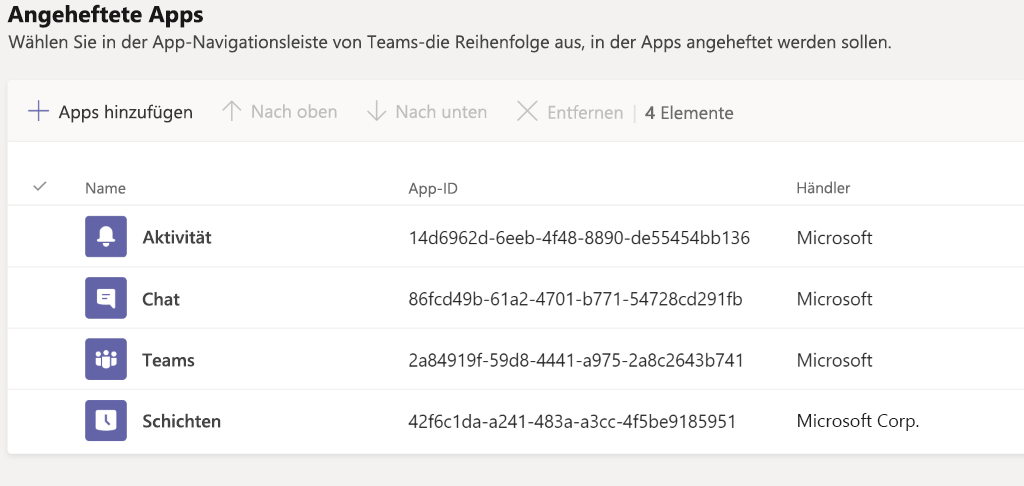 Angeheftete Apps
Wählen Sie in der App-Navigationsleiste von Teams-die Reihenfolge aus, in der Apps angeheftet werden sollen.
Apps hinzufügen Nach oben Nach unten Entfernen | 4 Elemente
Name App-ID Händler
Aktivität 14d6962d-6eeb-4f48-8890-de55454bb136 Microsoft
Chat 86fcd49b-61a2-4701-b771-54728cd291fb Microsoft
Teams 2a84919f-59d8-4441-a975-2a8c2643b741 Microsoft
Schichten 42f6c1da-a241-483a-a3cc-4f5be9185951 Microsoft Corp.